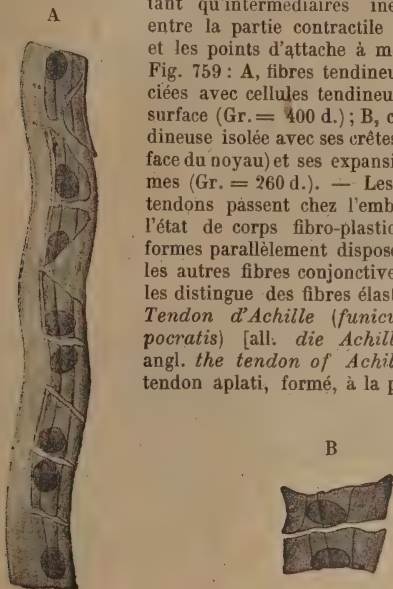 A
tant qu'intermédiaires
entre la partie contractile
et les points d'attache à m
Fig. 759 : A, fibres tendineu
ciées avec cellules tendineu
surface (Gr. = 400 d.) ; B, c
dineuse isolée avec ses crêtes
face du noyau) et ses expansi
mes (Gr. = 260 d.). — Les
tendons passent chez l'emb
l'état de corps fibro-plastic
formes parallèlement dispose
les autres fibres conjonctive
les distingue des fibres élast
Tendon d'Achille (funicu
pocratis) [all. die Achill
angl. the tendon of Achil
tendon aplati, formé, à la p
B